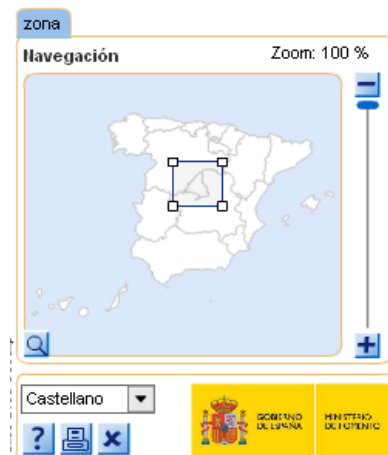 zona
Navegación
Zoom: 100 %
Castellano
?
GOBIERNO
DE ESPAÑA
MINISTERIO
DE FOMENTO